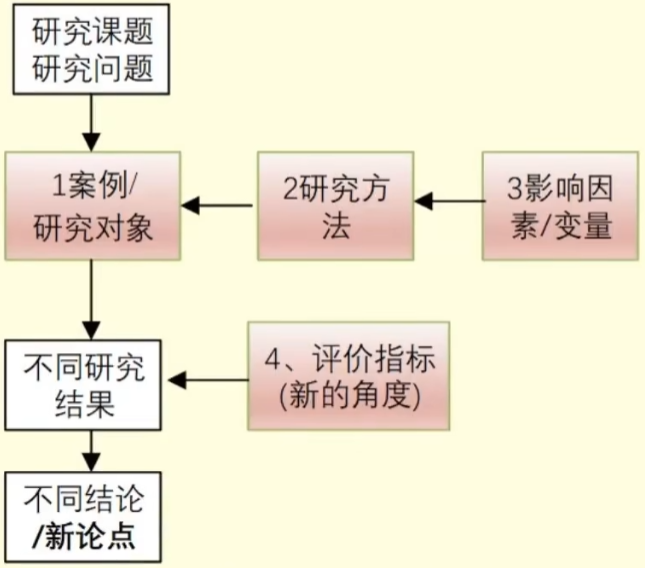 研究课题
研究问题
1案例/
研究对象
2研究方
法
3影响因
素/变量
不同研究
结果
4、评价指标
(新的角度)
不同结论
/新论点